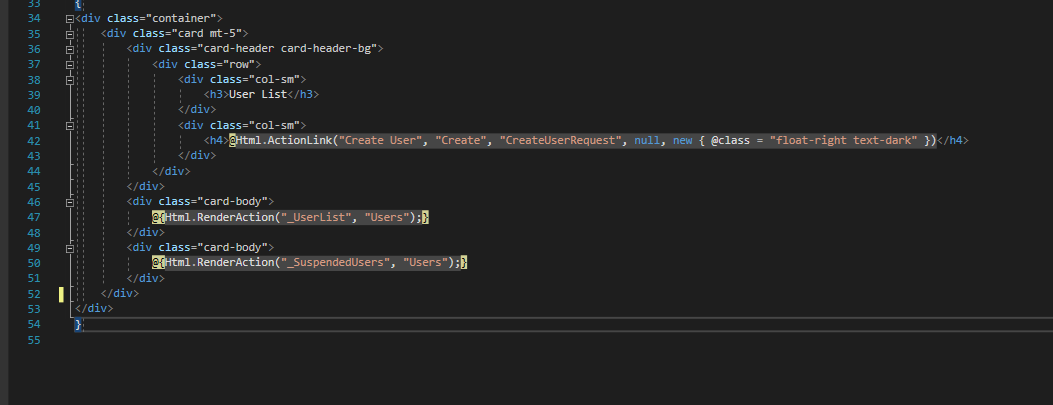 33 {
34 <div class="container">
35 <div class="card mt-5">
36 <div class="card-header card-header-bg">
37 <div class="row">
38 <div class="col-sm">
39 <h3>User List</h3>
40 </div>
41 <div class="col-sm">
42 <h4>@Html.ActionLink("Create User", "Create", "CreateUserRequest", null, new { @class = "float-right text-dark" })</h4>
43 </div>
44 </div>
45 </div>
46 <div class="card-body">
47 @{Html.RenderAction("_UserList", "Users");}
48 </div>
49 <div class="card-body">
50 @{Html.RenderAction("_SuspendedUsers", "Users");}
51 </div>
52 </div>
53 </div>
54 }
55